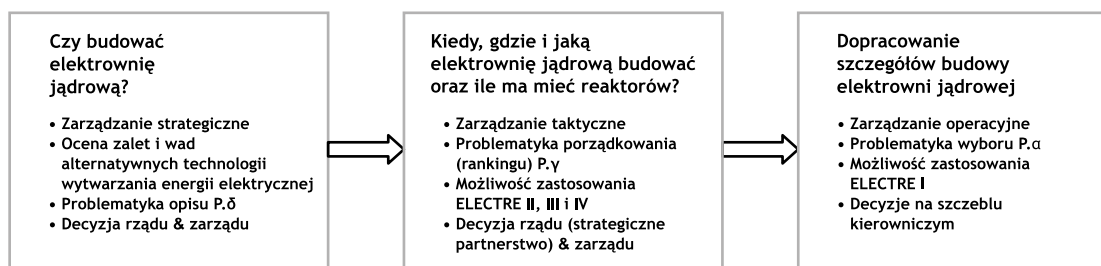 Czy budować
elektrownię
jądrową?
• Zarządzanie strategiczne
• Ocena zalet i wad
alternatywnych technologii
wytwarzania energii elektrycznej
• Problematyka opisu P.δ
• Decyzja rządu & zarządu
Kiedy, gdzie i jaką
elektrownię jądrową budować
oraz ile ma mieć reaktorów?
• Zarządzanie taktyczne
• Problematyka porządkowania
(rankingu) P.γ
• Możliwość zastosowania
ELECTRE II, III i IV
• Decyzja rządu (strategiczne
partnerstwo) & zarządu
Dopracowanie
szczegółów budowy
elektrowni jądrowej
• Zarządzanie operacyjne
• Problematyka wyboru P.α
• Możliwość zastosowania
ELECTRE I
• Decyzje na szczeblu
kierowniczym